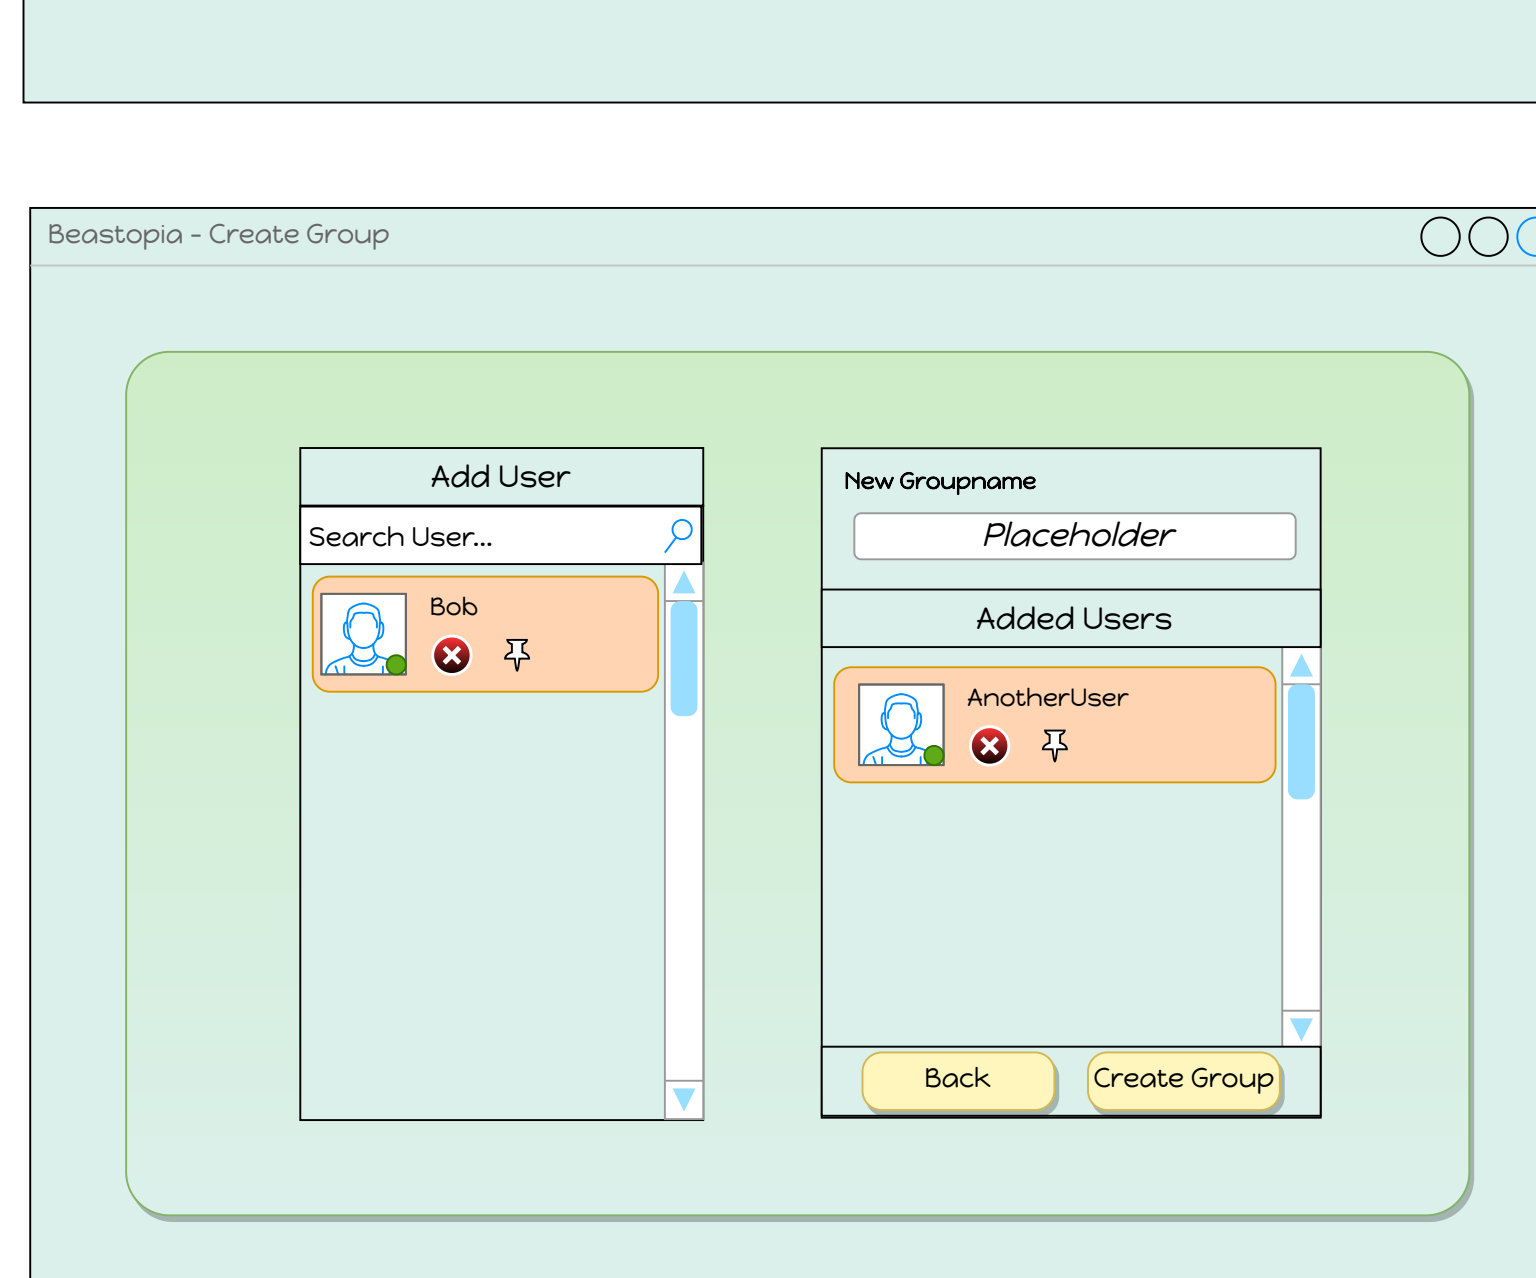 Beastopia - Create Group
Add User
Search User...
Bob
New Groupname
Placeholder
Added Users
AnotherUser
Back
Create Group